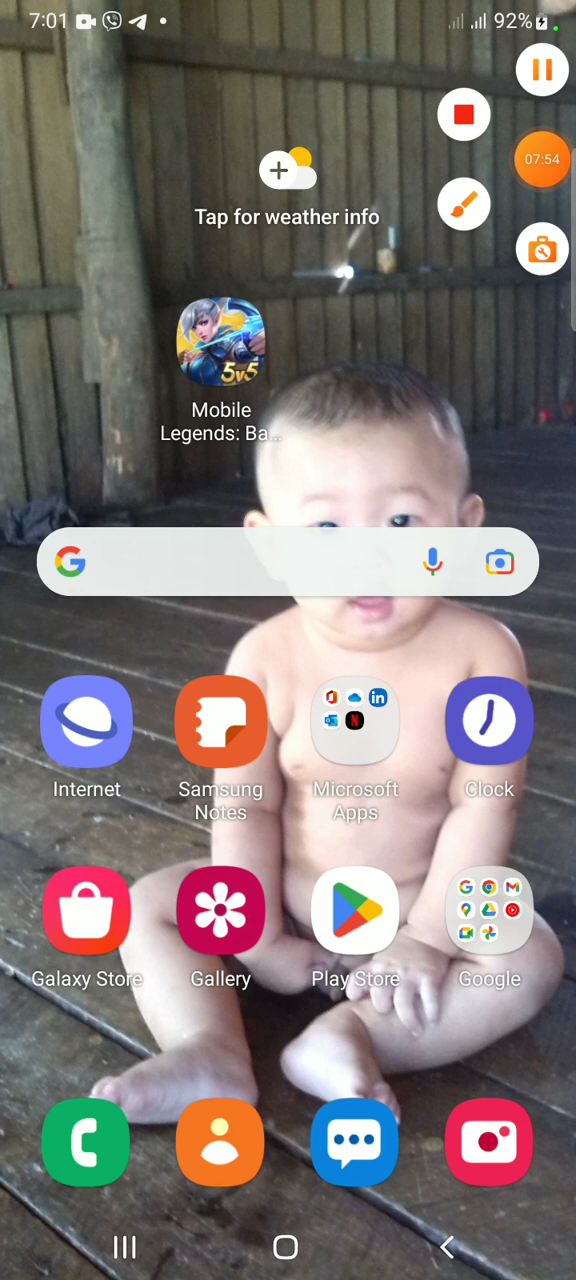 7:01
92%
07:54
Tap for weather info
5v5
Mobile
Legends: Ba...
Internet
Samsung
Notes
Microsoft
Apps
Clock
Galaxy Store
Gallery
Play Store
Google